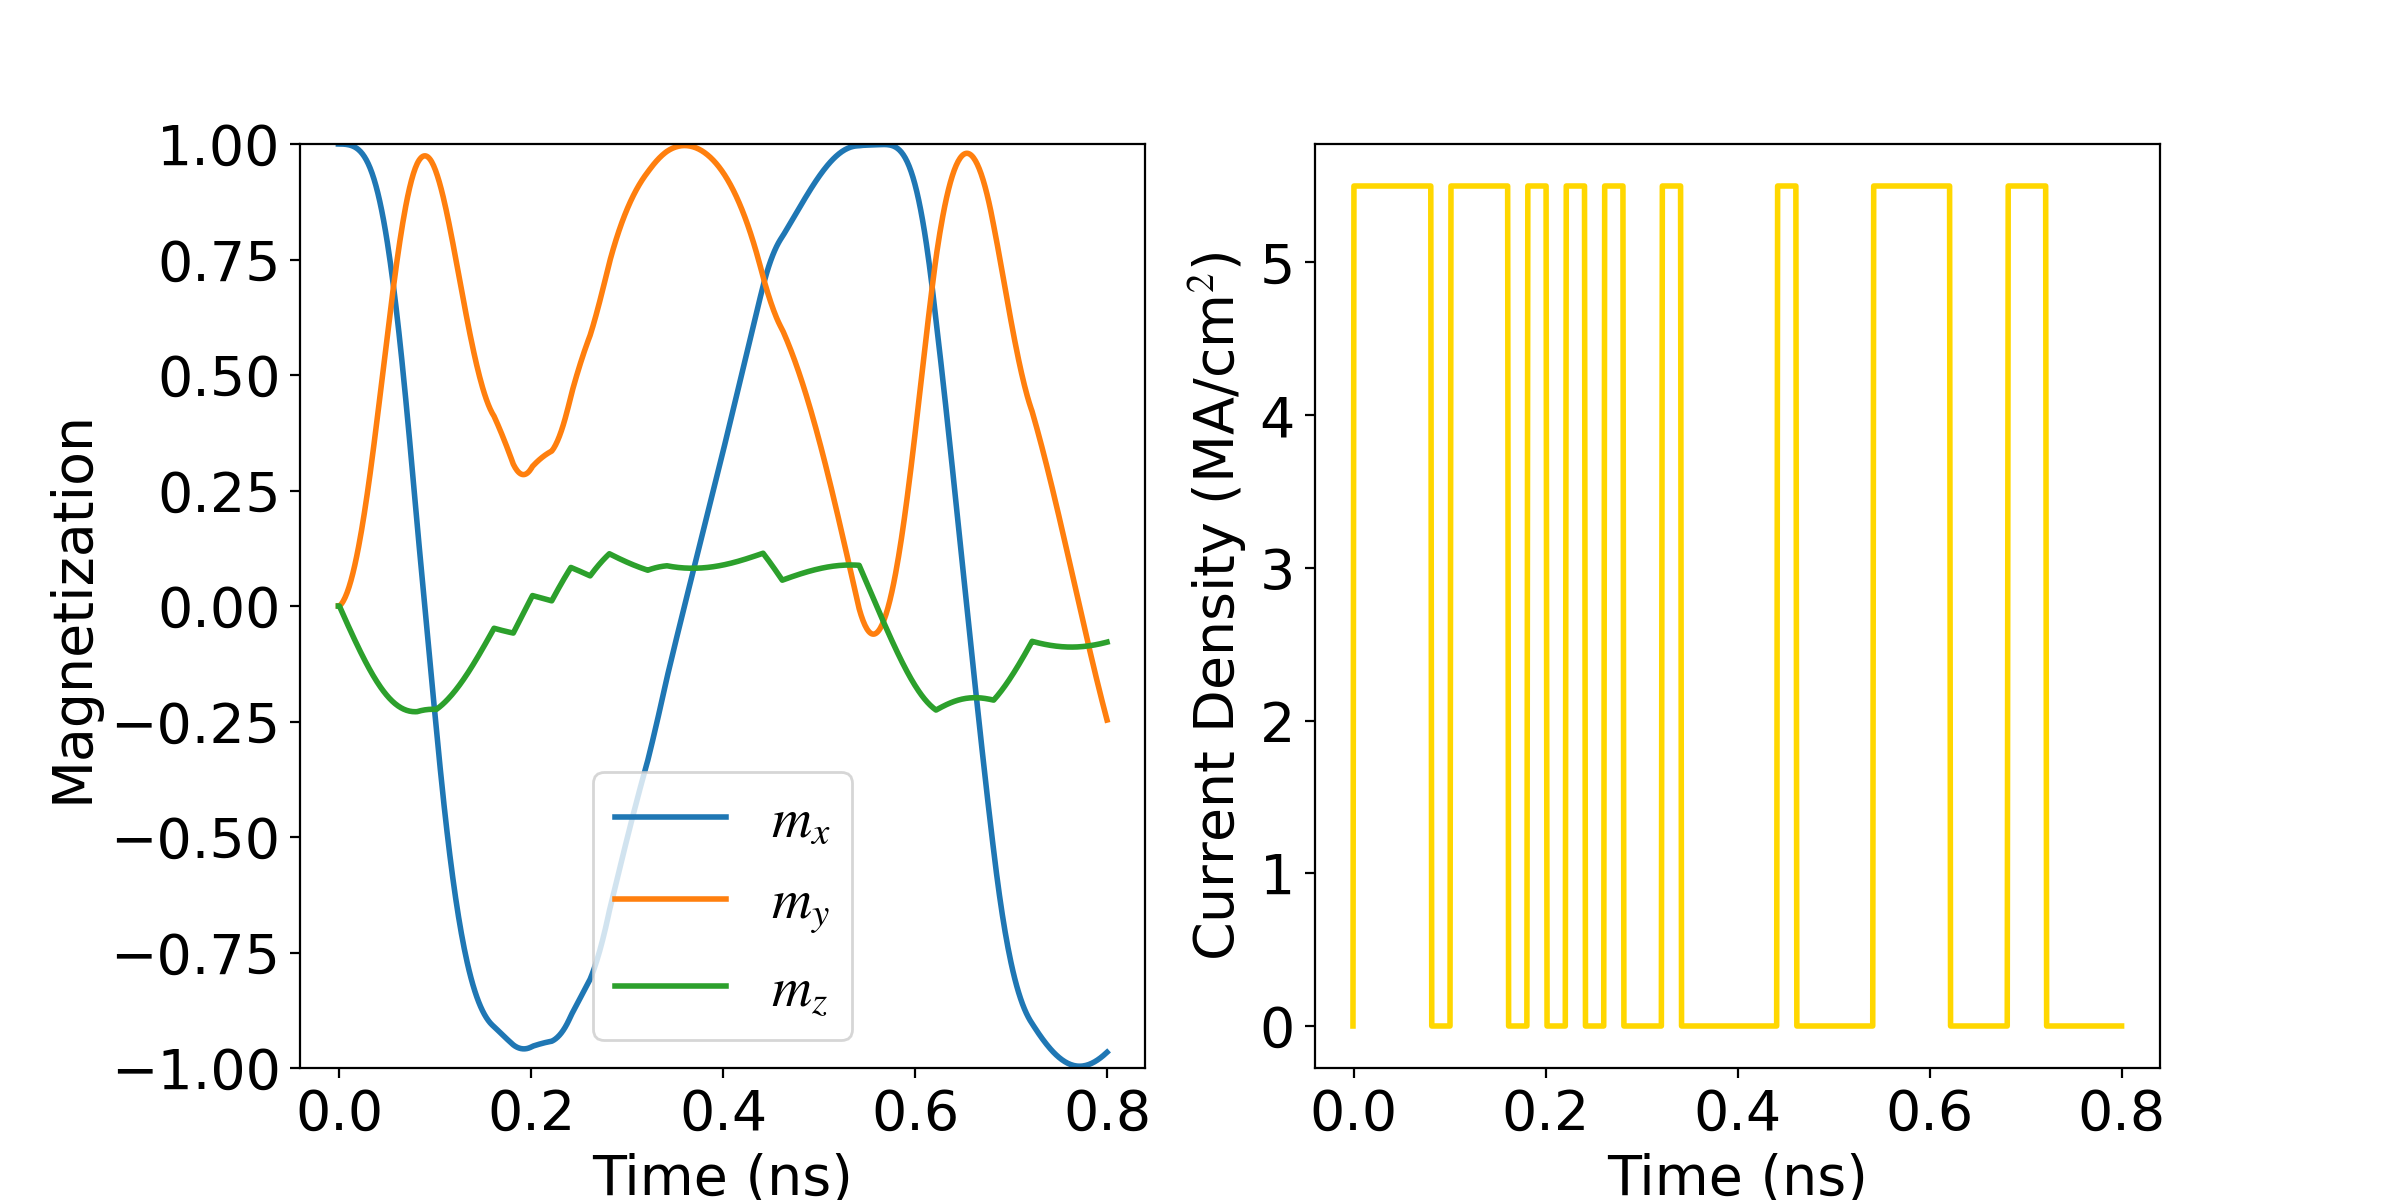 Magnetization
1.00
0.75
0.50
0.25
0.00
−0.25
−0.50
−0.75
−1.00
0.0 0.2 0.4 0.6 0.8
Time (ns)
m_x
m_y
m_z
Current Density (MA/cm²)
5
4
3
2
1
0
0.0 0.2 0.4 0.6 0.8
Time (ns)